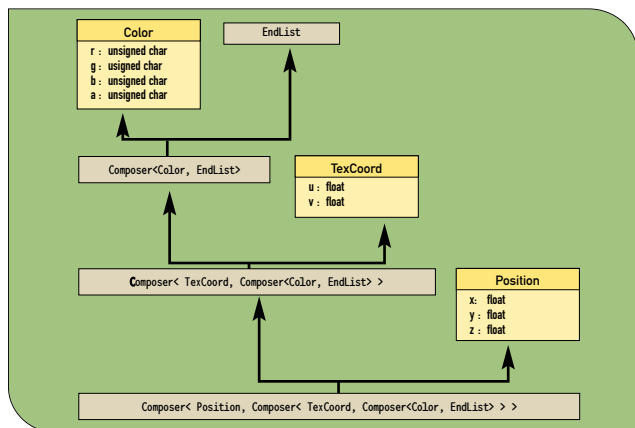 Color
r : unsigned char
g : usigned char
b : unsigned char
a : unsigned char
EndList
Composer<Color, EndList>
TexCoord
u : float
v : float
Composer< TexCoord, Composer<Color, EndList> >
Position
x: float
y : float
z : float
Composer< Position, Composer< TexCoord, Composer<Color, EndList> > >